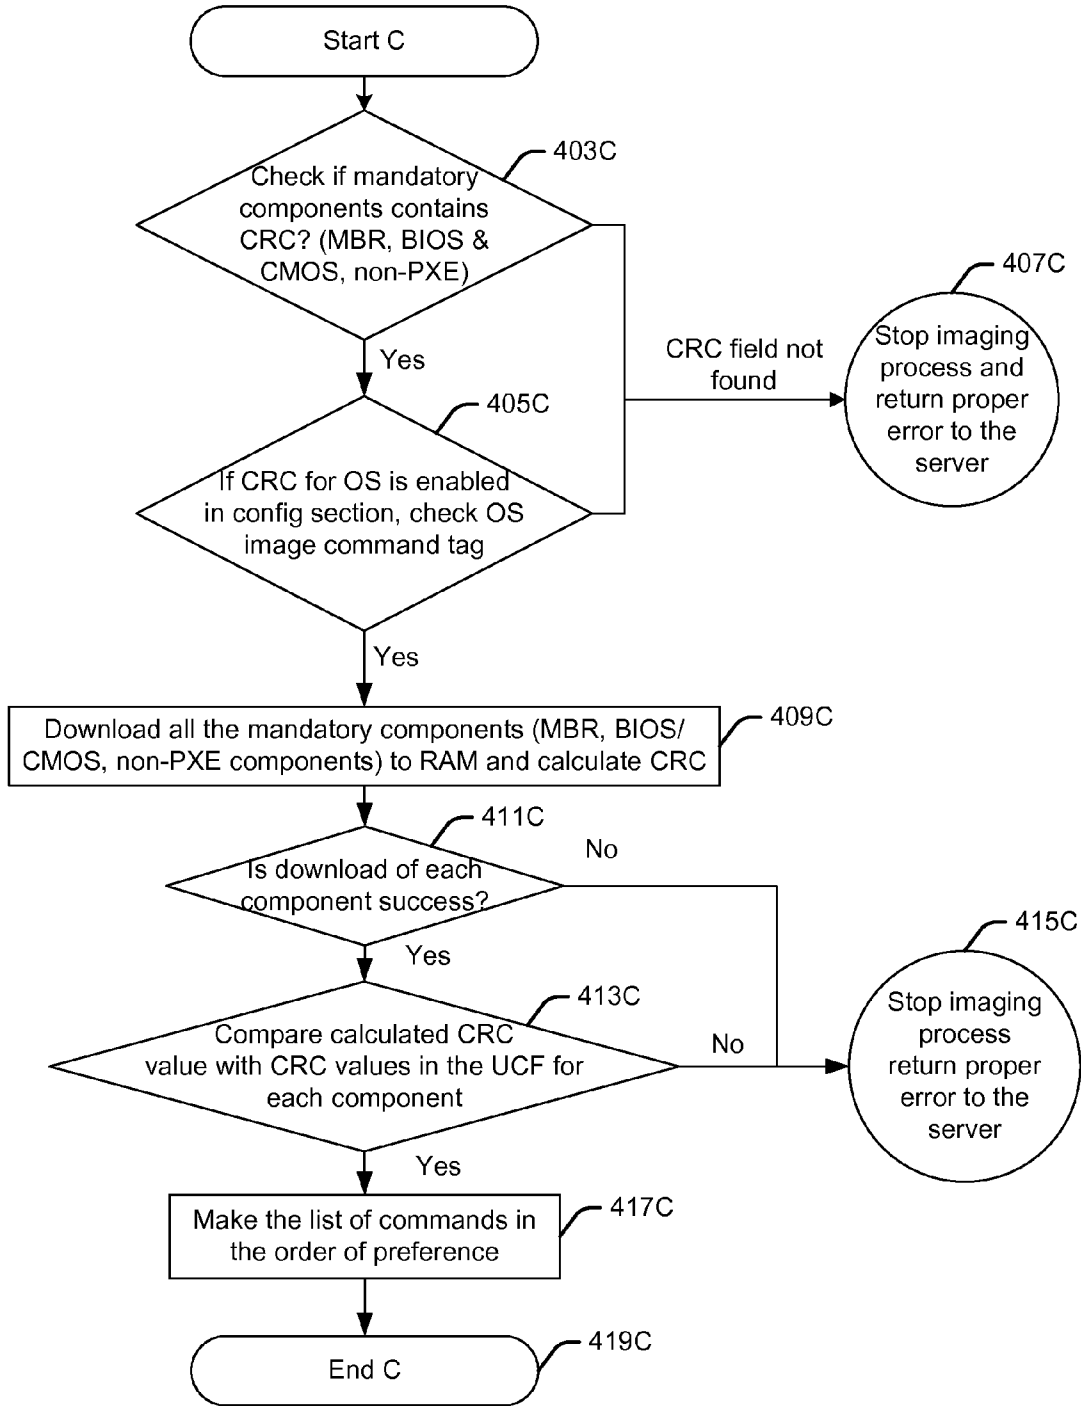 Start C
403C
Check if mandatory
components contains
CRC? (MBR, BIOS &
CMOS, non-PXE)
407C
Stop imaging
process and
return proper
error to the
server
CRC field not
found
Yes
405C
If CRC for OS is enabled
in config section, check OS
image command tag
Yes
409C
Download all the mandatory components (MBR, BIOS/
CMOS, non-PXE components) to RAM and calculate CRC
411C
No
Is download of each
component success?
Yes
415C
Stop imaging
process
return proper
error to the
server
413C
Compare calculated CRC
value with CRC values in the UCF for
each component
No
Yes
417C
Make the list of commands in
the order of preference
419C
End C